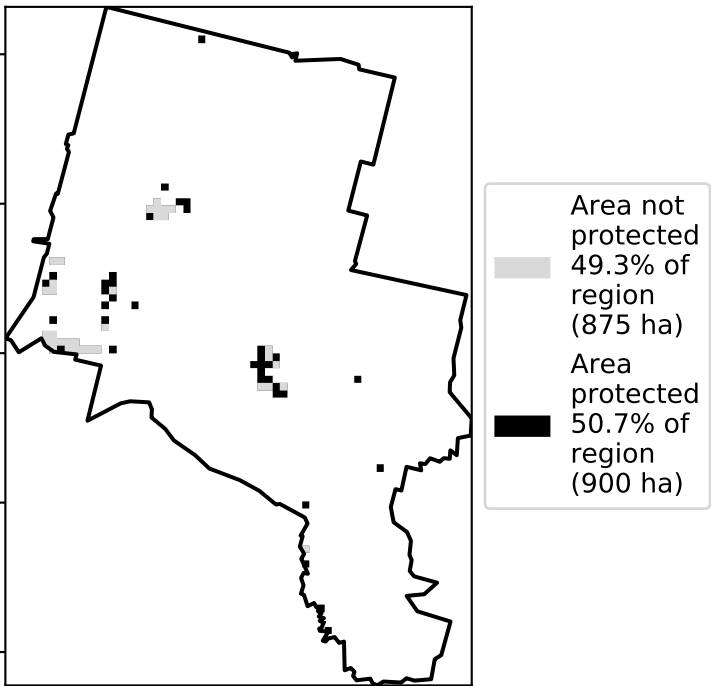 Area not
protected
49.3% of
region
(875 ha)
Area
protected
50.7% of
region
(900 ha)